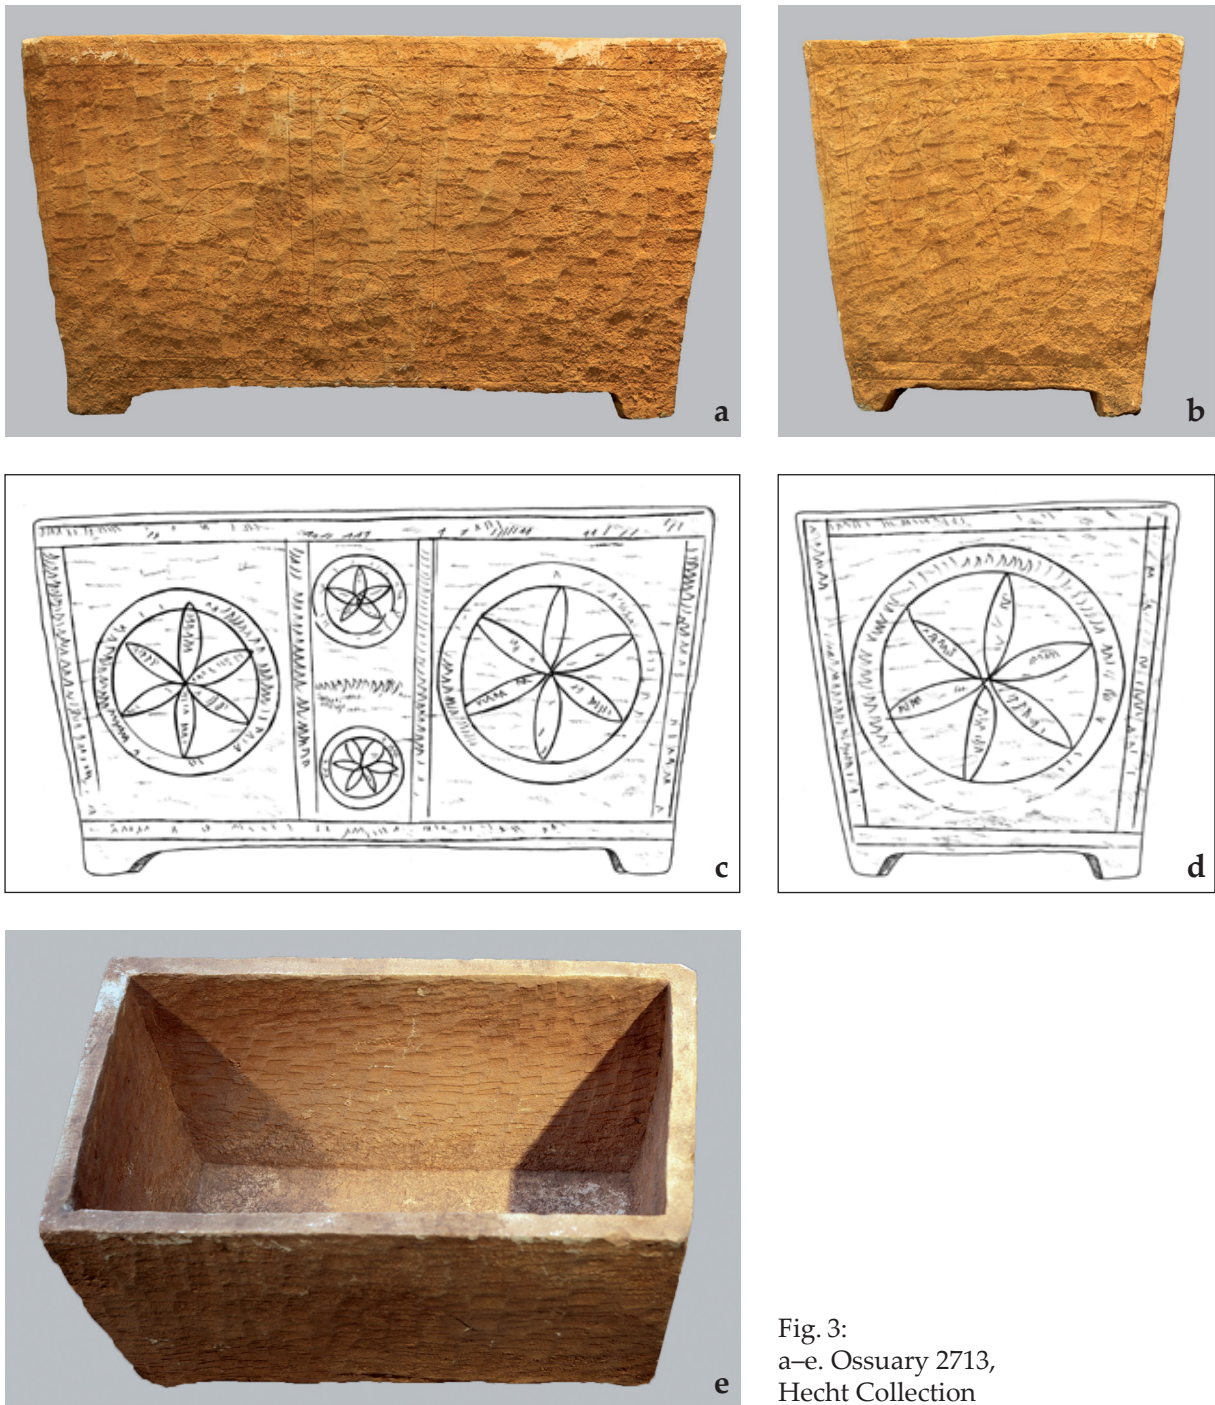 a
b
c
d
e
Fig. 3:
a–e. Ossuary 2713,
Hecht Collection